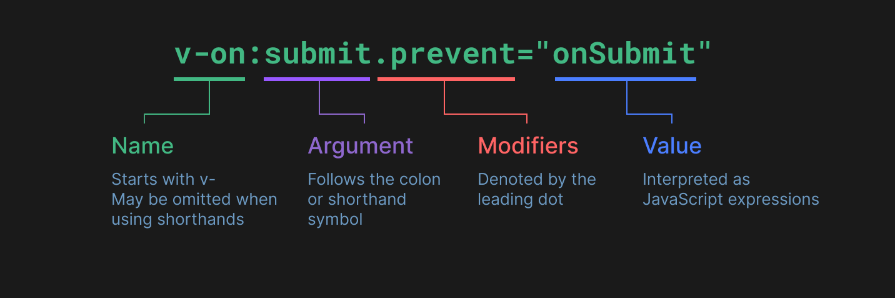 v-on:submit.prevent="onSubmit"
Name
Starts with v-
May be omitted when
using shorthands
Argument
Follows the colon
or shorthand
symbol
Modifiers
Denoted by the
leading dot
Value
Interpreted as
JavaScript expressions